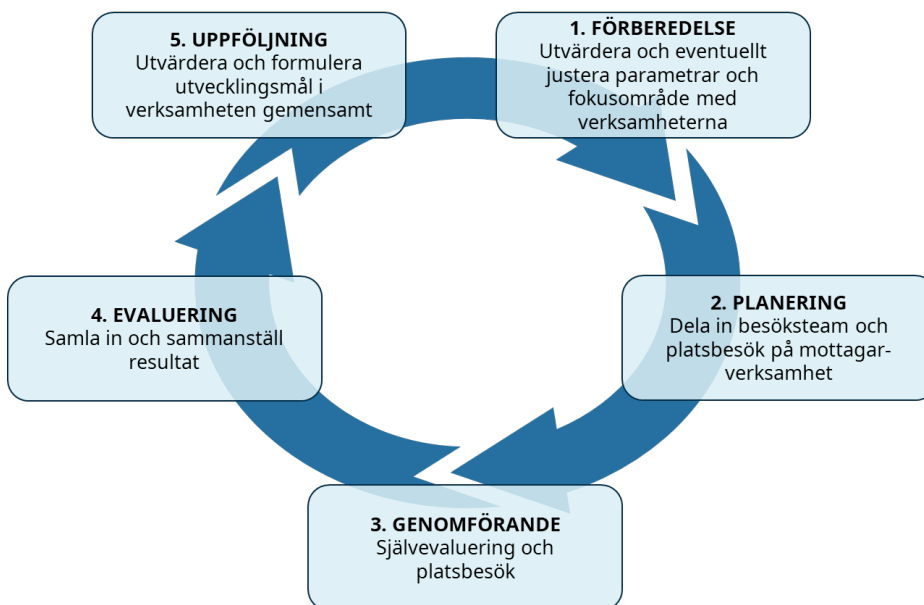 1. FÖRBEREDELSE
Utvärdera och eventuellt
justera parametrar och
fokusområde med
verksamheterna
2. PLANERING
Dela in besöksteam och
platsbesök på mottagar-
verksamhet
3. GENOMFÖRANDE
Självevaluering och
platsbesök
4. EVALUERING
Samla in och sammanställ
resultat
5. UPPFÖLJNING
Utvärdera och formulera
utvecklingsmål i
verksamheten gemensamt